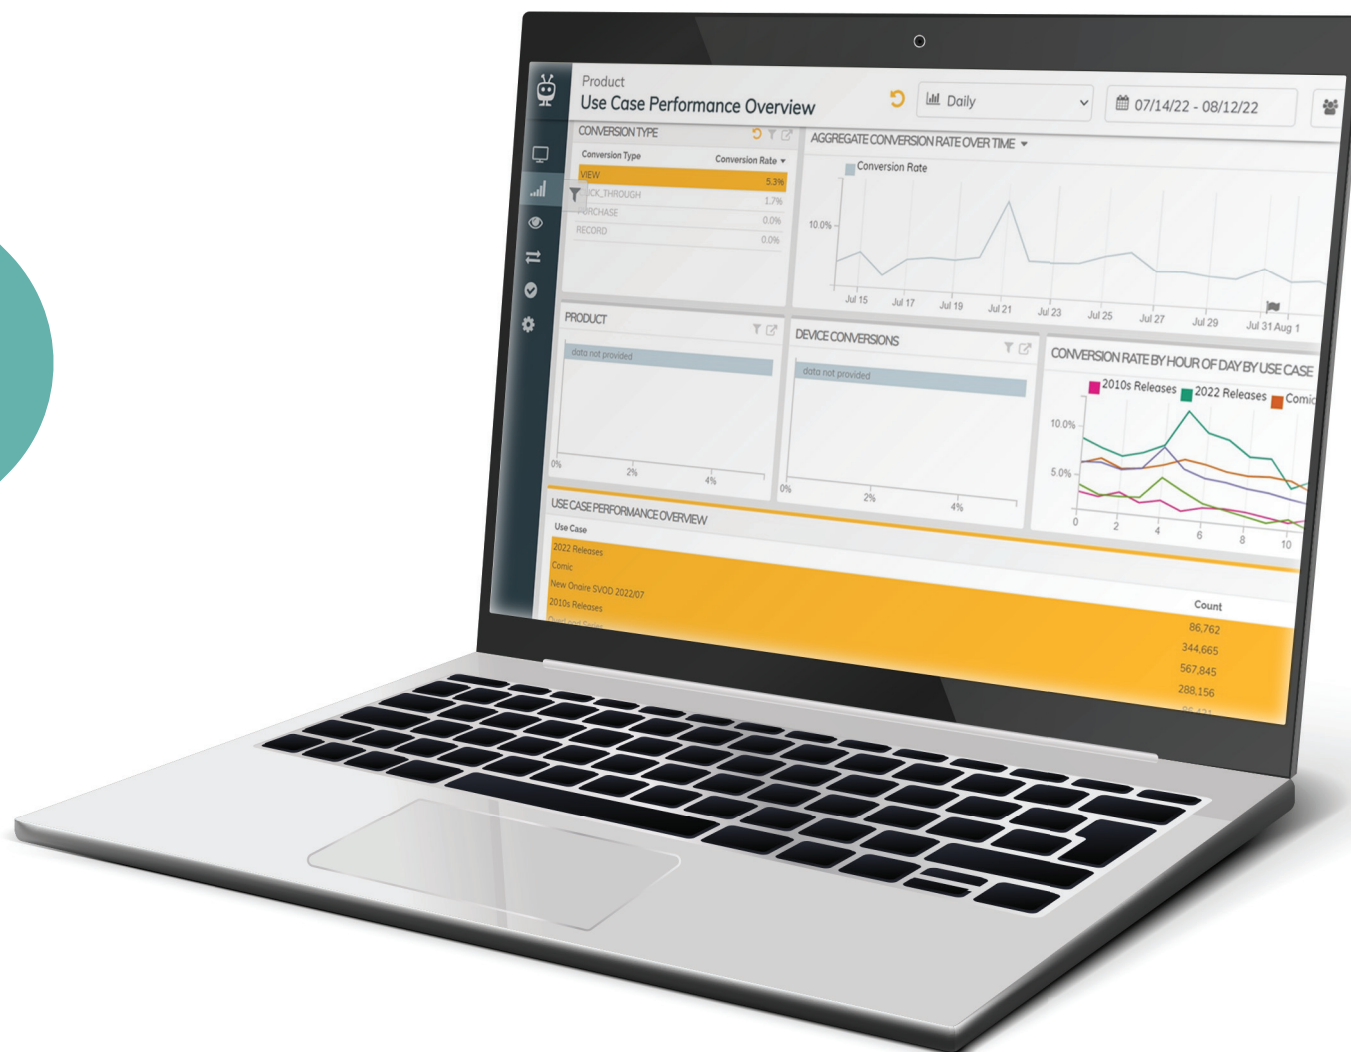 Product
Use Case Performance Overview
Daily
07/14/22 - 08/12/22
CONVERSION TYPE
Conversion Type Conversion Rate
VIEW 5.3%
_THROUGH 1.7%
PURCHASE 0.0%
RECORD 0.0%
AGGREGATE CONVERSION RATE OVER TIME
Conversion Rate
10.0%
Jul 15 Jul 17 Jul 19 Jul 21 Jul 23 Jul 25 Jul 27 Jul 29 Jul 31 Aug 1
PRODUCT
data not provided
0% 2% 4%
DEVICE CONVERSIONS
data not provided
0% 2% 4%
CONVERSION RATE BY HOUR OF DAY BY USE CASE
2010s Releases 2022 Releases Comic
10.0%
5.0%
0 2 4 6 8 10
USE CASE PERFORMANCE OVERVIEW
Use Case Count
2022 Releases 86,762
Comic 344,665
New Onaire SVOD 2022/07 567,845
2010s Releases 288,156